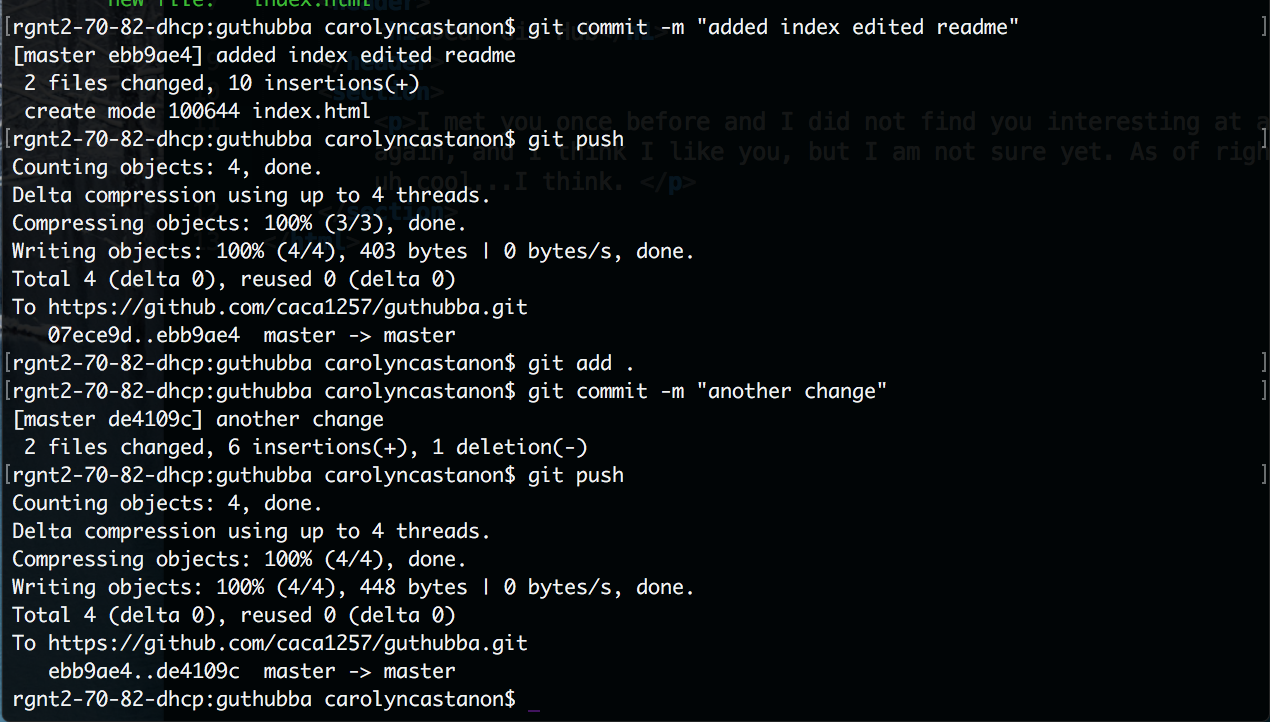 new file: index.html
[rgnt2-70-82-dhcp:guthubba carolyncastanon$ git commit -m "added index edited readme" ]
[master ebb9ae4] added index edited readme
2 files changed, 10 insertions(+)
create mode 100644 index.html
<p>I met you once before and I did not find you interesting at a
[rgnt2-70-82-dhcp:guthubba carolyncastanon$ git push ]
again, and I think I like you, but I am not sure yet. As of righ
Counting objects: 4, done.
uh cool...I think. </p>
Delta compression using up to 4 threads.
Compressing objects: 100% (3/3), done.
Writing objects: 100% (4/4), 403 bytes | 0 bytes/s, done.
Total 4 (delta 0), reused 0 (delta 0)
To https://github.com/caca1257/guthubba.git
07ece9d..ebb9ae4 master -> master
[rgnt2-70-82-dhcp:guthubba carolyncastanon$ git add . ]
[rgnt2-70-82-dhcp:guthubba carolyncastanon$ git commit -m "another change" ]
[master de4109c] another change
2 files changed, 6 insertions(+), 1 deletion(-)
[rgnt2-70-82-dhcp:guthubba carolyncastanon$ git push ]
Counting objects: 4, done.
Delta compression using up to 4 threads.
Compressing objects: 100% (4/4), done.
Writing objects: 100% (4/4), 448 bytes | 0 bytes/s, done.
Total 4 (delta 0), reused 0 (delta 0)
To https://github.com/caca1257/guthubba.git
ebb9ae4..de4109c master -> master
rgnt2-70-82-dhcp:guthubba carolyncastanon$ _